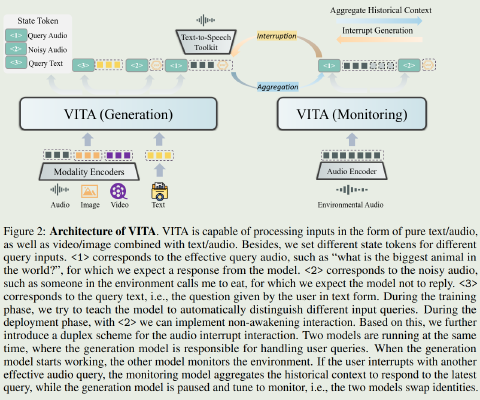 State Token
<1> Query Audio
<2> Noisy Audio
<3> Query Text
Text-to-Speech
Toolkit
Interruption
Aggregation
Aggregate Historical Context
Interrupt Generation
<3>
<2>
<1>
<1>
<2>
VITA (Generation)
VITA (Monitoring)
Modality Encoders
Audio Encoder
Audio
Image
Video
Text
Environmental Audio
Figure 2: Architecture of VITA. VITA is capable of processing inputs in the form of pure text/audio,
as well as video/image combined with text/audio. Besides, we set different state tokens for different
query inputs. <1> corresponds to the effective query audio, such as “what is the biggest animal in
the world?”, for which we expect a response from the model. <2> corresponds to the noisy audio,
such as someone in the environment calls me to eat, for which we expect the model not to reply. <3>
corresponds to the query text, i.e., the question given by the user in text form. During the training
phase, we try to teach the model to automatically distinguish different input queries. During the
deployment phase, with <2> we can implement non-awakening interaction. Based on this, we further
introduce a duplex scheme for the audio interrupt interaction. Two models are running at the same
time, where the generation model is responsible for handling user queries. When the generation
model starts working, the other model monitors the environment. If the user interrupts with another
effective audio query, the monitoring model aggregates the historical context to respond to the latest
query, while the generation model is paused and tune to monitor, i.e., the two models swap identities.